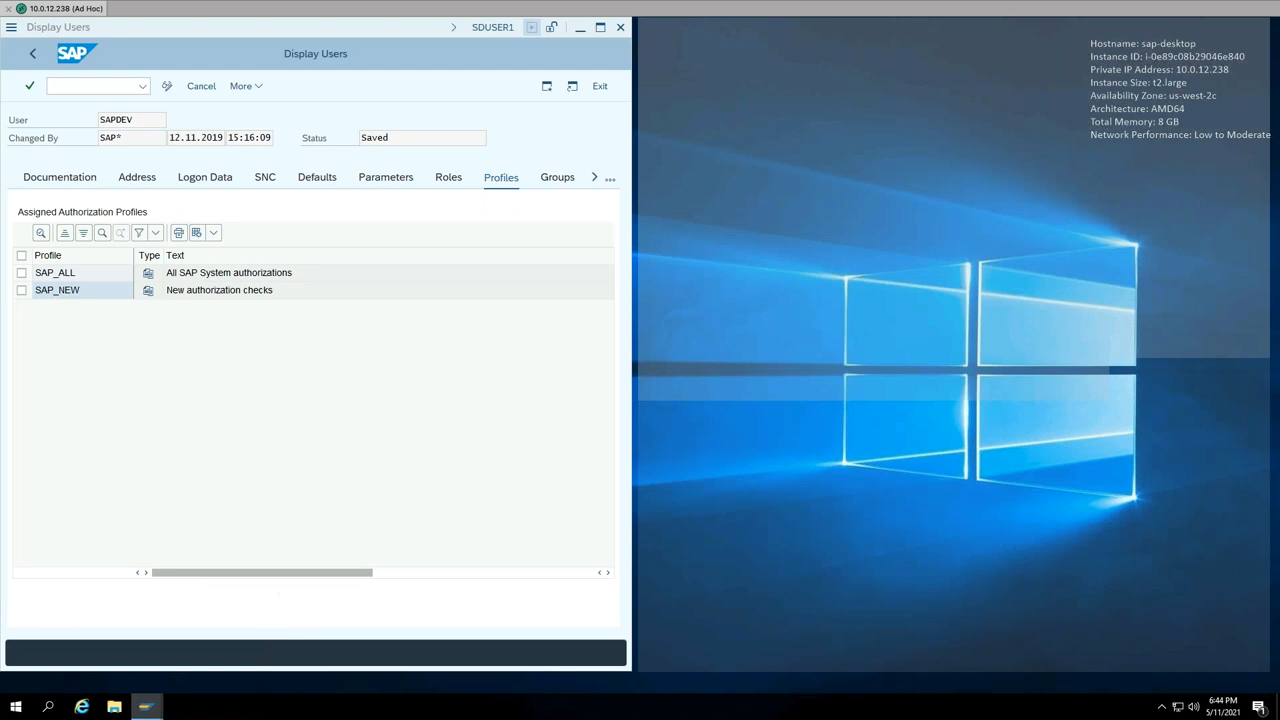 10.0.12.238 (Ad Hoc)
Display Users
SDUSER1
SAP
Display Users
Cancel
More
Exit
User
SAPDEV
Changed By
SAP*
12.11.2019
15:16:09
Status
Saved
Documentation
Address
Logon Data
SNC
Defaults
Parameters
Roles
Profiles
Groups
Assigned Authorization Profiles
Profile
Type
Text
SAP_ALL
All SAP System authorizations
SAP_NEW
New authorization checks
Hostname: sap-desktop
Instance ID: i-0e89c08b29046e840
Private IP Address: 10.0.12.238
Instance Size: t2.large
Availability Zone: us-west-2c
Architecture: AMD64
Total Memory: 8 GB
Network Performance: Low to Moderate
6:44 PM
5/11/2021
1